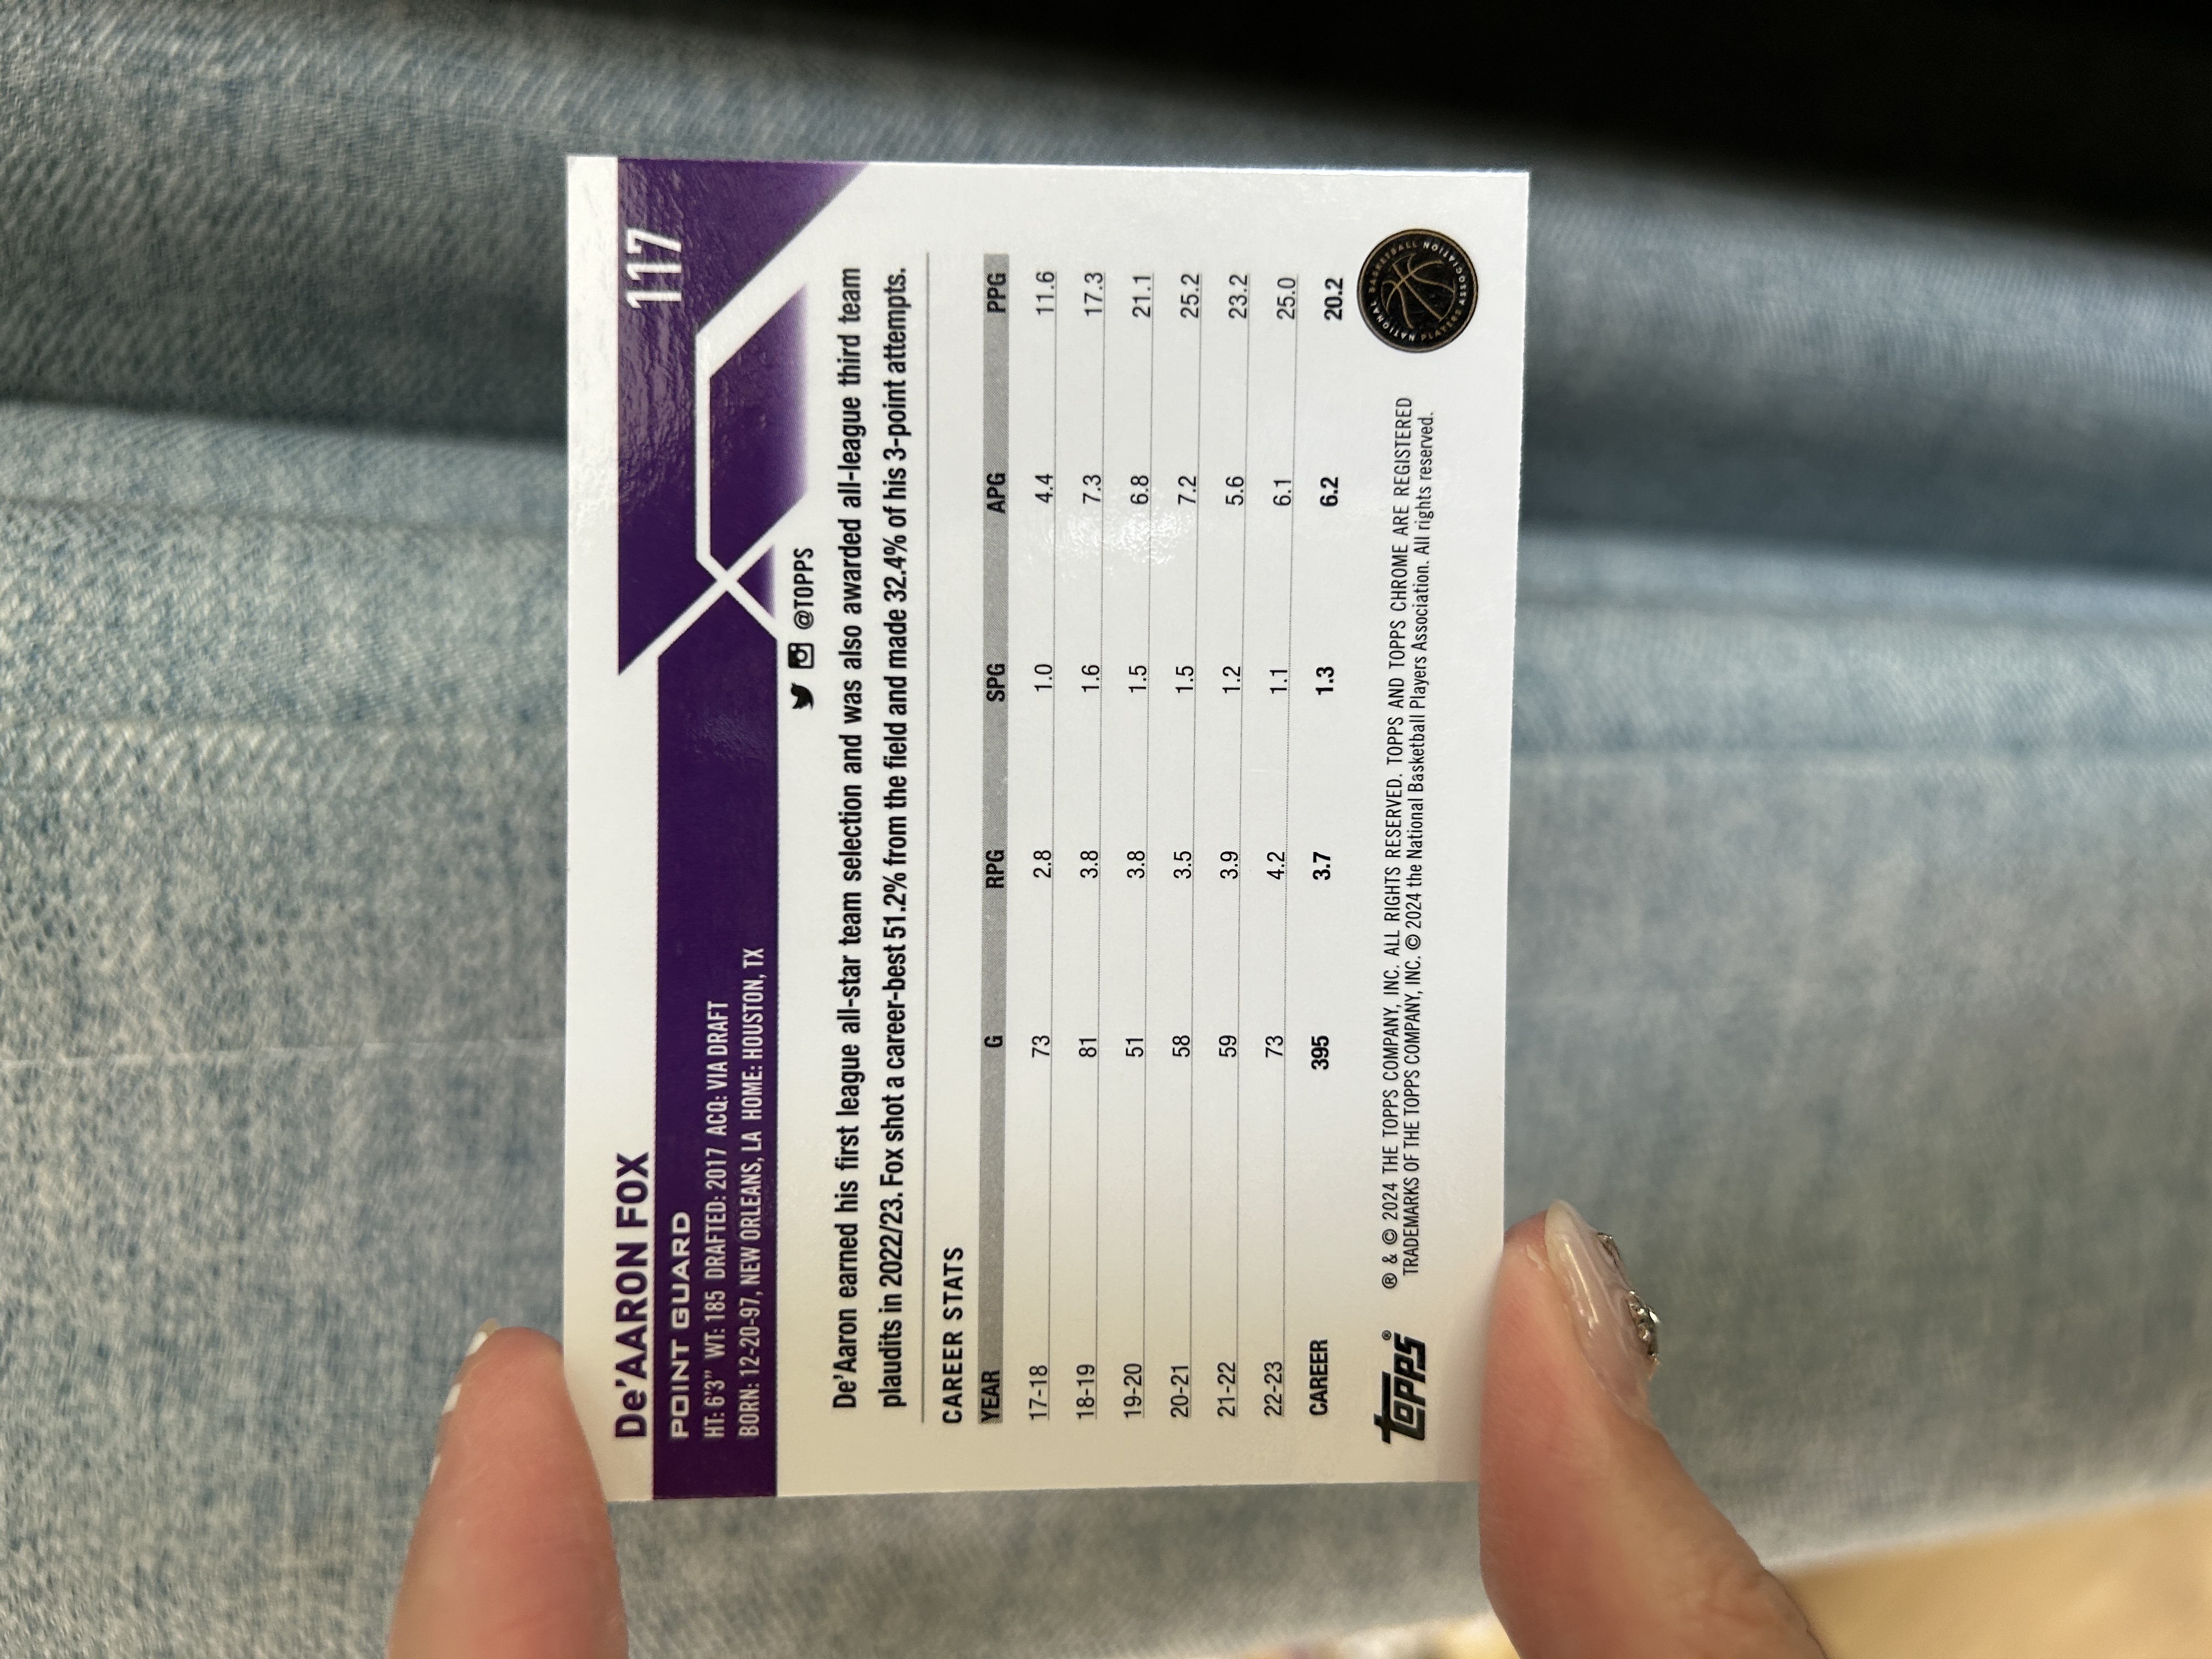 De'AARON FOX
117
POINT GUARD
HT: 6'3" WT: 185 DRAFTED: 2017 ACQ: VIA DRAFT
BORN: 12-20-97, NEW ORLEANS, LA HOME: HOUSTON, TX
@TOPPS
De'Aaron earned his first league all-star team selection and was also awarded all-league third team
plaudits in 2022/23. Fox shot a career-best 51.2% from the field and made 32.4% of his 3-point attempts.
CAREER STATS
YEAR G RPG SPG APG PPG
17-18 73 2.8 1.0 4.4 11.6
18-19 81 3.8 1.6 7.3 17.3
19-20 51 3.8 1.5 6.8 21.1
20-21 58 3.5 1.5 7.2 25.2
21-22 59 3.9 1.2 5.6 23.2
22-23 73 4.2 1.1 6.1 25.0
CAREER 395 3.7 1.3 6.2 20.2
topps®
® & © 2024 THE TOPPS COMPANY, INC. ALL RIGHTS RESERVED. TOPPS AND TOPPS CHROME ARE REGISTERED
TRADEMARKS OF THE TOPPS COMPANY, INC. © 2024 the National Basketball Players Association. All rights reserved.
NATIONAL BASKETBALL PLAYERS ASSOCIATION